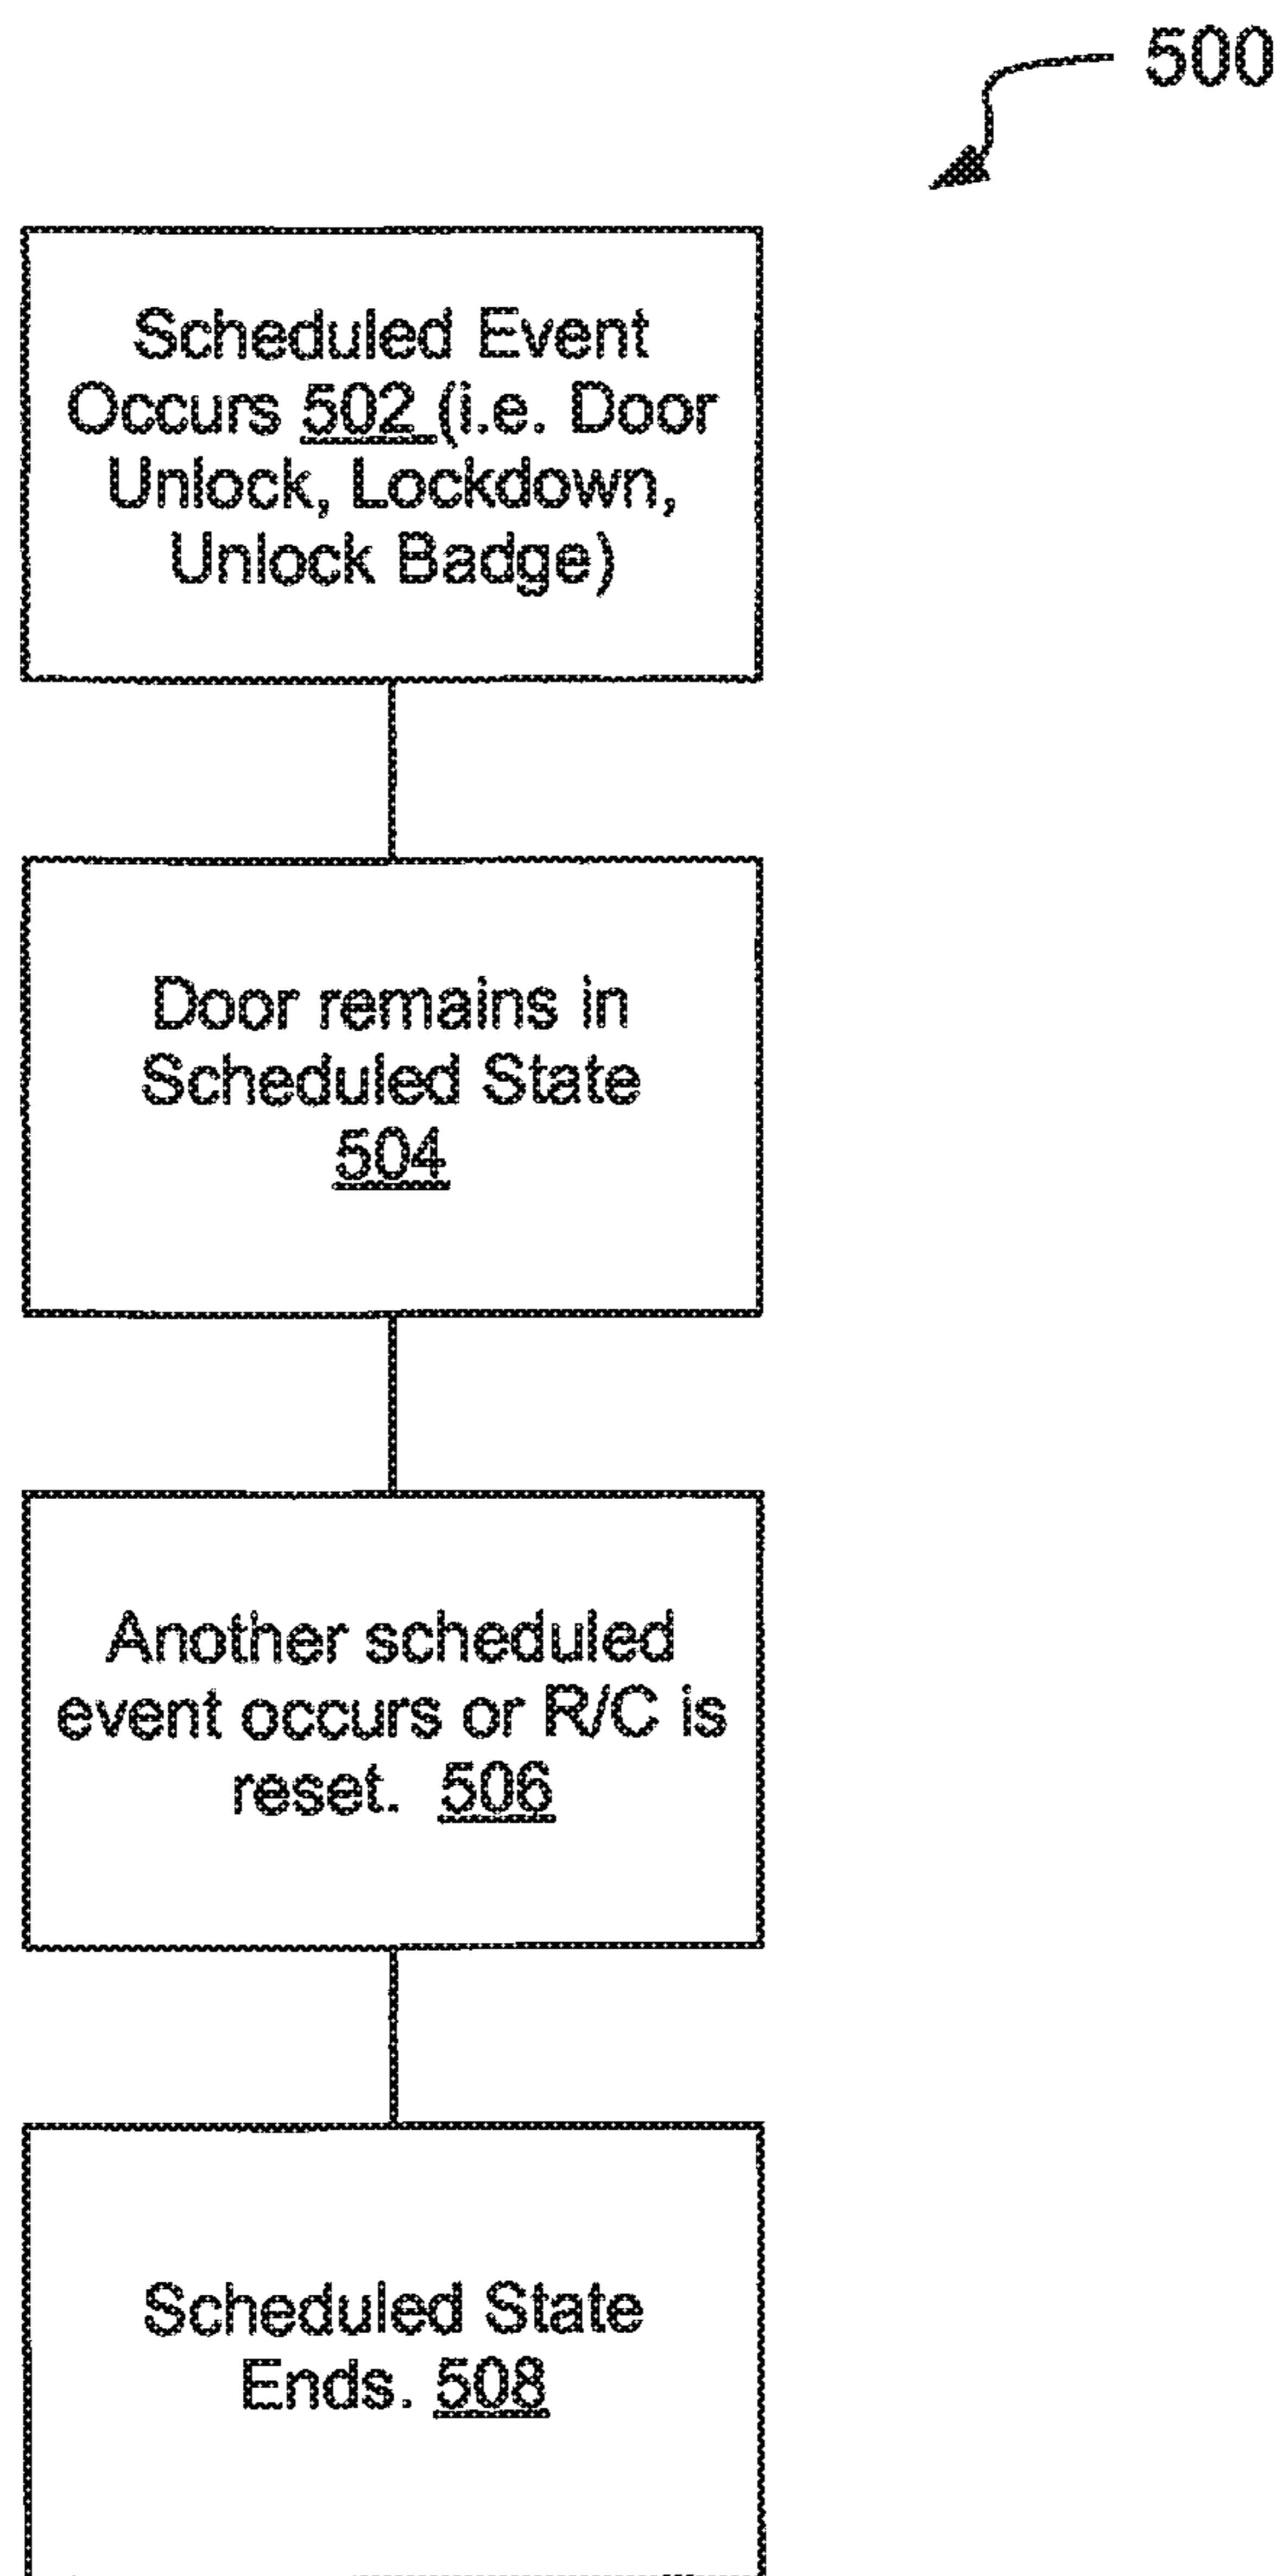 500
Scheduled Event
Occurs 502 (i.e. Door
Unlock, Lockdown,
Unlock Badge)
Door remains in
Scheduled State
504
Another scheduled
event occurs or R/C is
reset. 506
Scheduled State
Ends. 508